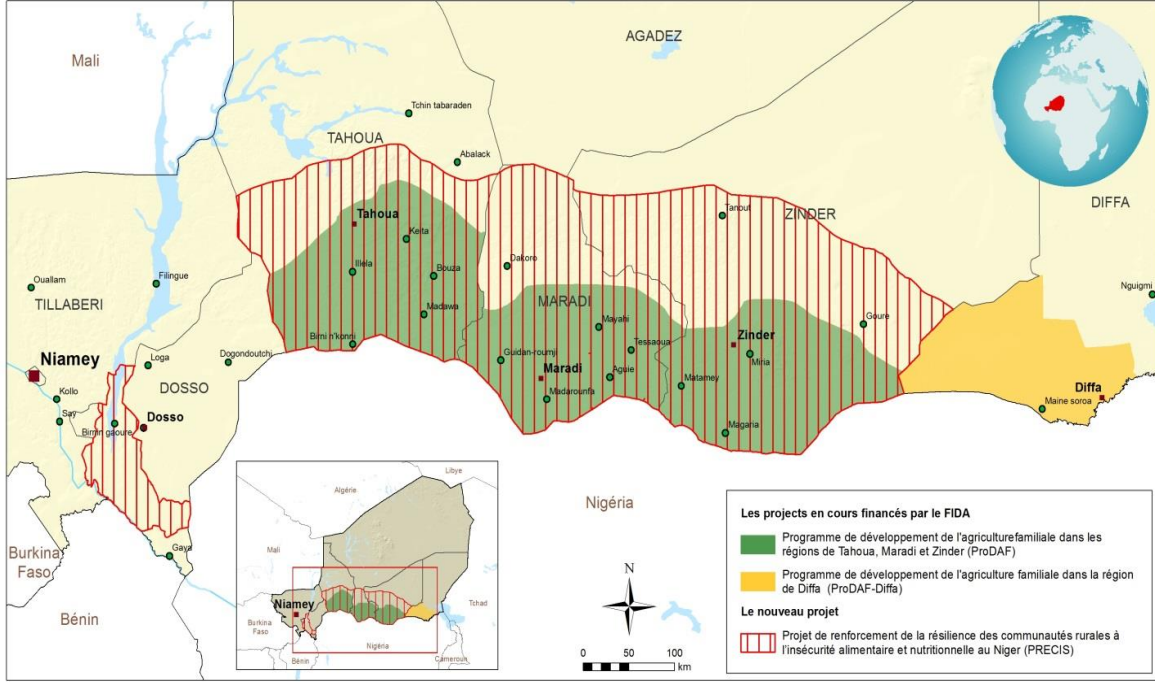 Mali
AGADEZ
Tchin tabaraden
TAHOUA
Abalack
Tahoua
Keita
Tanout
ZINDER
DIFFA
Illela
Bouza
Dakoro
Ouallam
Filingue
TILLABERI
Madawa
MARADI
Mayahi
Goure
Nguigmi
Birni n'konni
Tessaoua
Zinder
Miria
Niamey
Loga
Dogondoutchi
Guidan-roumji
Maradi
Aguie
Matamey
Madarounfa
DOSSO
Kollo
Say
Birnin gaoure
Dosso
Magaria
Maine soroa
Diffa
Burkina
Faso
Gaya
Bénin
Nigéria
N
0 50 100
km
Libye
Algérie
Mali
Niamey
Tchad
Burkina
Faso
Bénin
Nigéria
Cameroun
Les projects en cours financés par le FIDA
Programme de développement de l'agriculturefamiliale dans les
régions de Tahoua, Maradi et Zinder (ProDAF)
Programme de développement de l'agriculture familiale dans la région
de Diffa (ProDAF-Diffa)
Le nouveau projet
Projet de renforcement de la résilience des communautés rurales à
l'insécurité alimentaire et nutritionnelle au Niger (PRECIS)